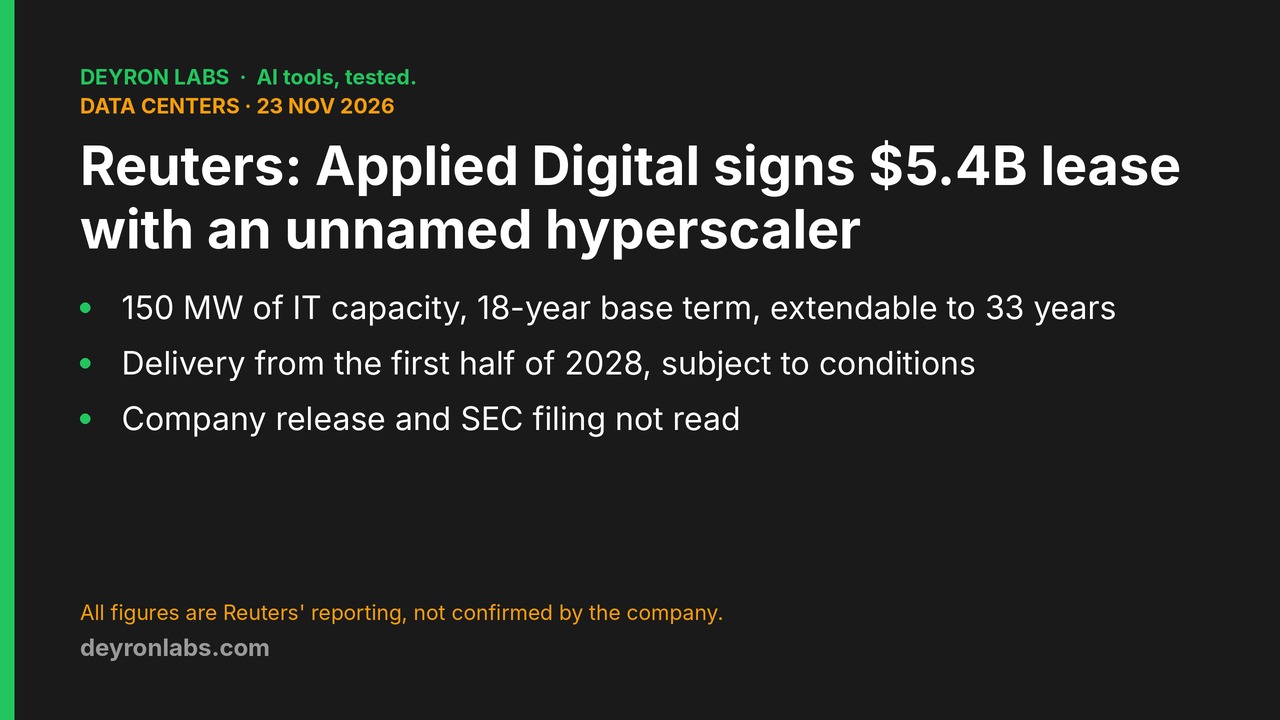 DEYRON LABS · AI tools, tested.
DATA CENTERS · 23 NOV 2026
Reuters: Applied Digital signs $5.4B lease
with an unnamed hyperscaler
• 150 MW of IT capacity, 18-year base term, extendable to 33 years
• Delivery from the first half of 2028, subject to conditions
• Company release and SEC filing not read
All figures are Reuters' reporting, not confirmed by the company.
deyronlabs.com